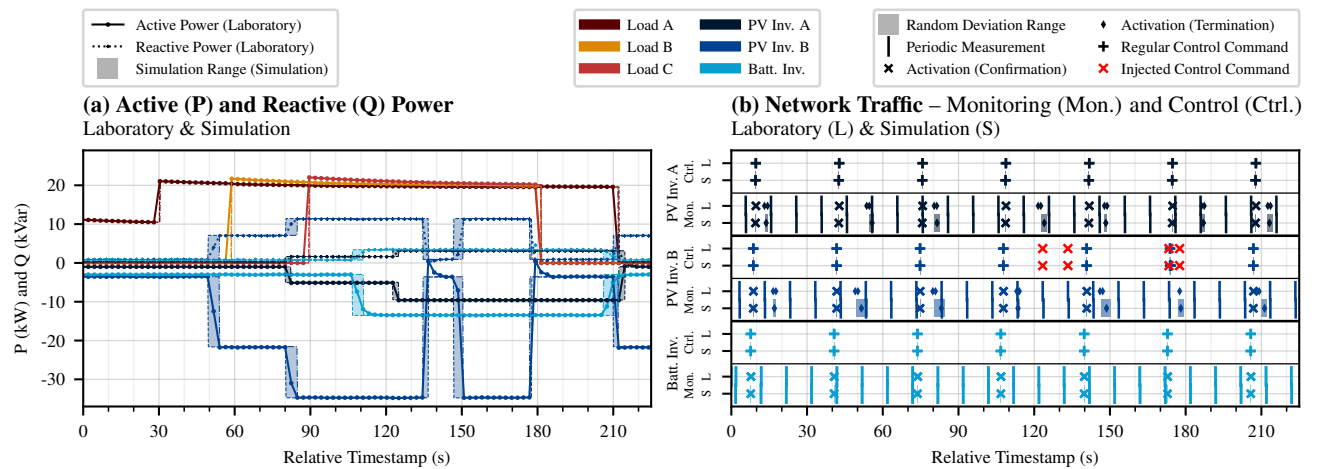 Active Power (Laboratory)
Reactive Power (Laboratory)
Simulation Range (Simulation)
Load A
Load B
Load C
PV Inv. A
PV Inv. B
Batt. Inv.
Random Deviation Range
Periodic Measurement
Activation (Confirmation)
Activation (Termination)
Regular Control Command
Injected Control Command
(a) Active (P) and Reactive (Q) Power
Laboratory & Simulation
P (kW) and Q (kVar)
20
10
0
-10
-20
-30
0 30 60 90 120 150 180 210
Relative Timestamp (s)
(b) Network Traffic – Monitoring (Mon.) and Control (Ctrl.)
Laboratory (L) & Simulation (S)
PV Inv. A
Ctrl.
L
S
Mon.
L
S
PV Inv. B
Ctrl.
L
S
Mon.
L
S
Batt. Inv.
Ctrl.
L
S
Mon.
L
S
0 30 60 90 120 150 180 210
Relative Timestamp (s)